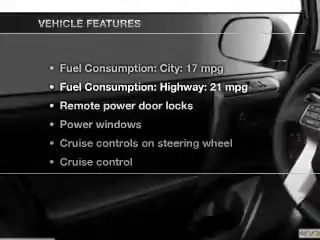 VEHICLE FEATURES
• Fuel Consumption: City: 17 mpg
• Fuel Consumption: Highway: 21 mpg
• Remote power door locks
• Power windows
• Cruise controls on steering wheel
• Cruise control